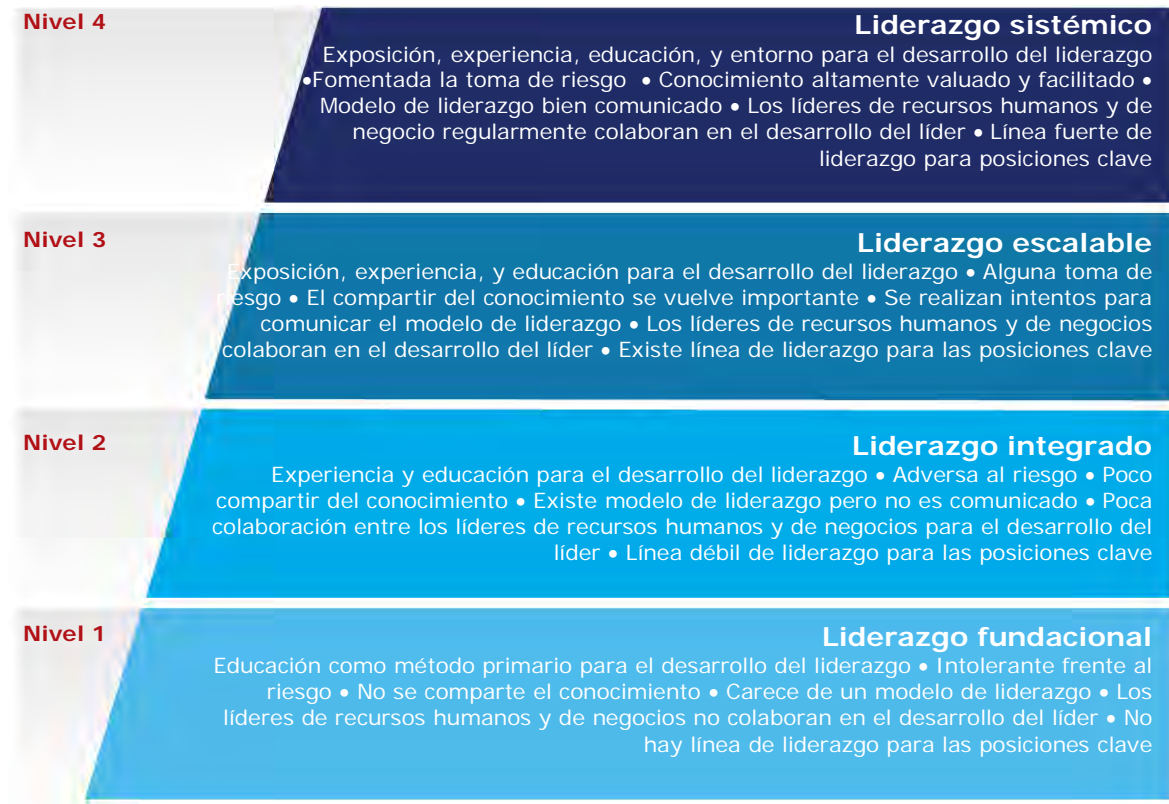 Nivel 4
Liderazgo sistémico
Exposición, experiencia, educación, y entorno para el desarrollo del liderazgo
•Fomentada la toma de riesgo • Conocimiento altamente valuado y facilitado •
Modelo de liderazgo bien comunicado • Los líderes de recursos humanos y de
negocio regularmente colaboran en el desarrollo del líder • Línea fuerte de
liderazgo para posiciones clave
Nivel 3
Liderazgo escalable
Exposición, experiencia, y educación para el desarrollo del liderazgo • Alguna toma de
riesgo • El compartir del conocimiento se vuelve importante • Se realizan intentos para
comunicar el modelo de liderazgo • Los líderes de recursos humanos y de negocios
colaboran en el desarrollo del líder • Existe línea de liderazgo para las posiciones clave
Nivel 2
Liderazgo integrado
Experiencia y educación para el desarrollo del liderazgo • Adversa al riesgo • Poco
compartir del conocimiento • Existe modelo de liderazgo pero no es comunicado • Poca
colaboración entre los líderes de recursos humanos y de negocios para el desarrollo del
líder • Línea débil de liderazgo para las posiciones clave
Nivel 1
Liderazgo fundacional
Educación como método primario para el desarrollo del liderazgo • Intolerante frente al
riesgo • No se comparte el conocimiento • Carece de un modelo de liderazgo • Los
líderes de recursos humanos y de negocios no colaboran en el desarrollo del líder • No
hay línea de liderazgo para las posiciones clave